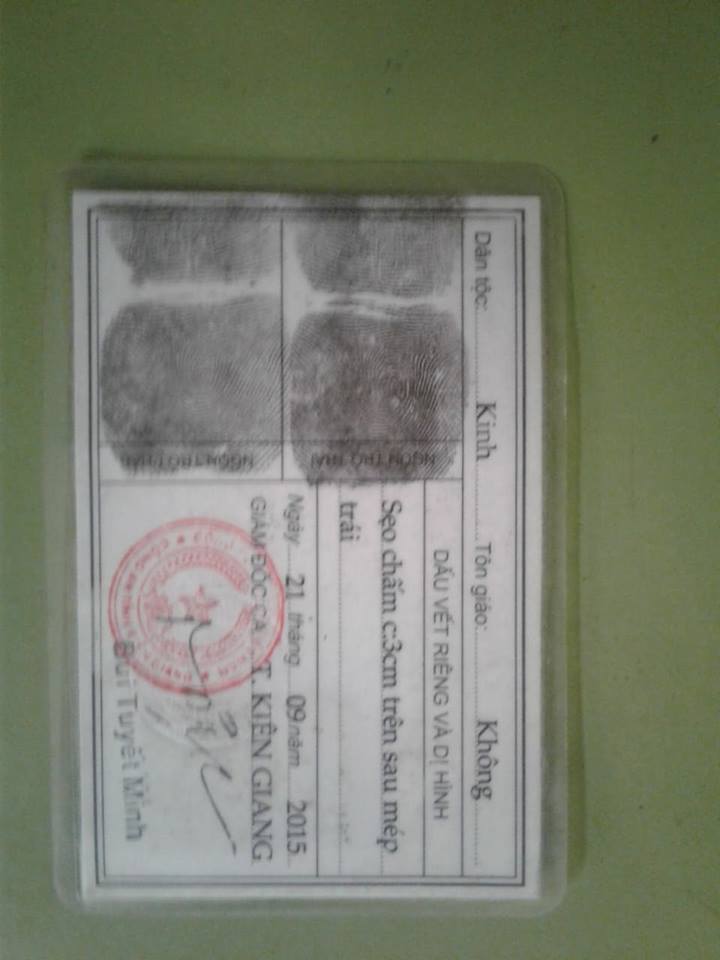 Dân tộc: Kinh Tôn giáo: Không
DẤU VẾT RIÊNG VÀ DỊ HÌNH
Sẹo chấm c:3cm trên sau mép
trái
Ngày 21 tháng 09 năm 2015
GIÁM ĐỐC CA T. KIÊN GIANG
Bùi Tuyết Minh
NGÓN TRỎ TRÁI
NGÓN TRỎ PHẢI